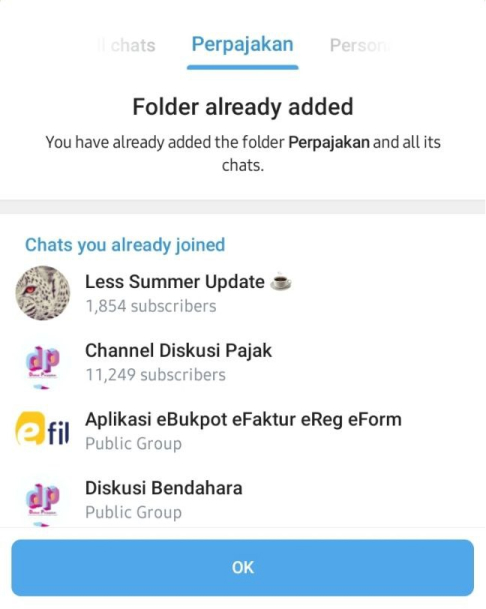 ll chats Perpajakan Person
Folder already added
You have already added the folder Perpajakan and all its
chats.
Chats you already joined
Less Summer Update ☕
1,854 subscribers
dp
Channel Diskusi Pajak
11,249 subscribers
e fil
Aplikasi eBukpot eFaktur eReg eForm
Public Group
dp
Diskusi Bendahara
Public Group
OK